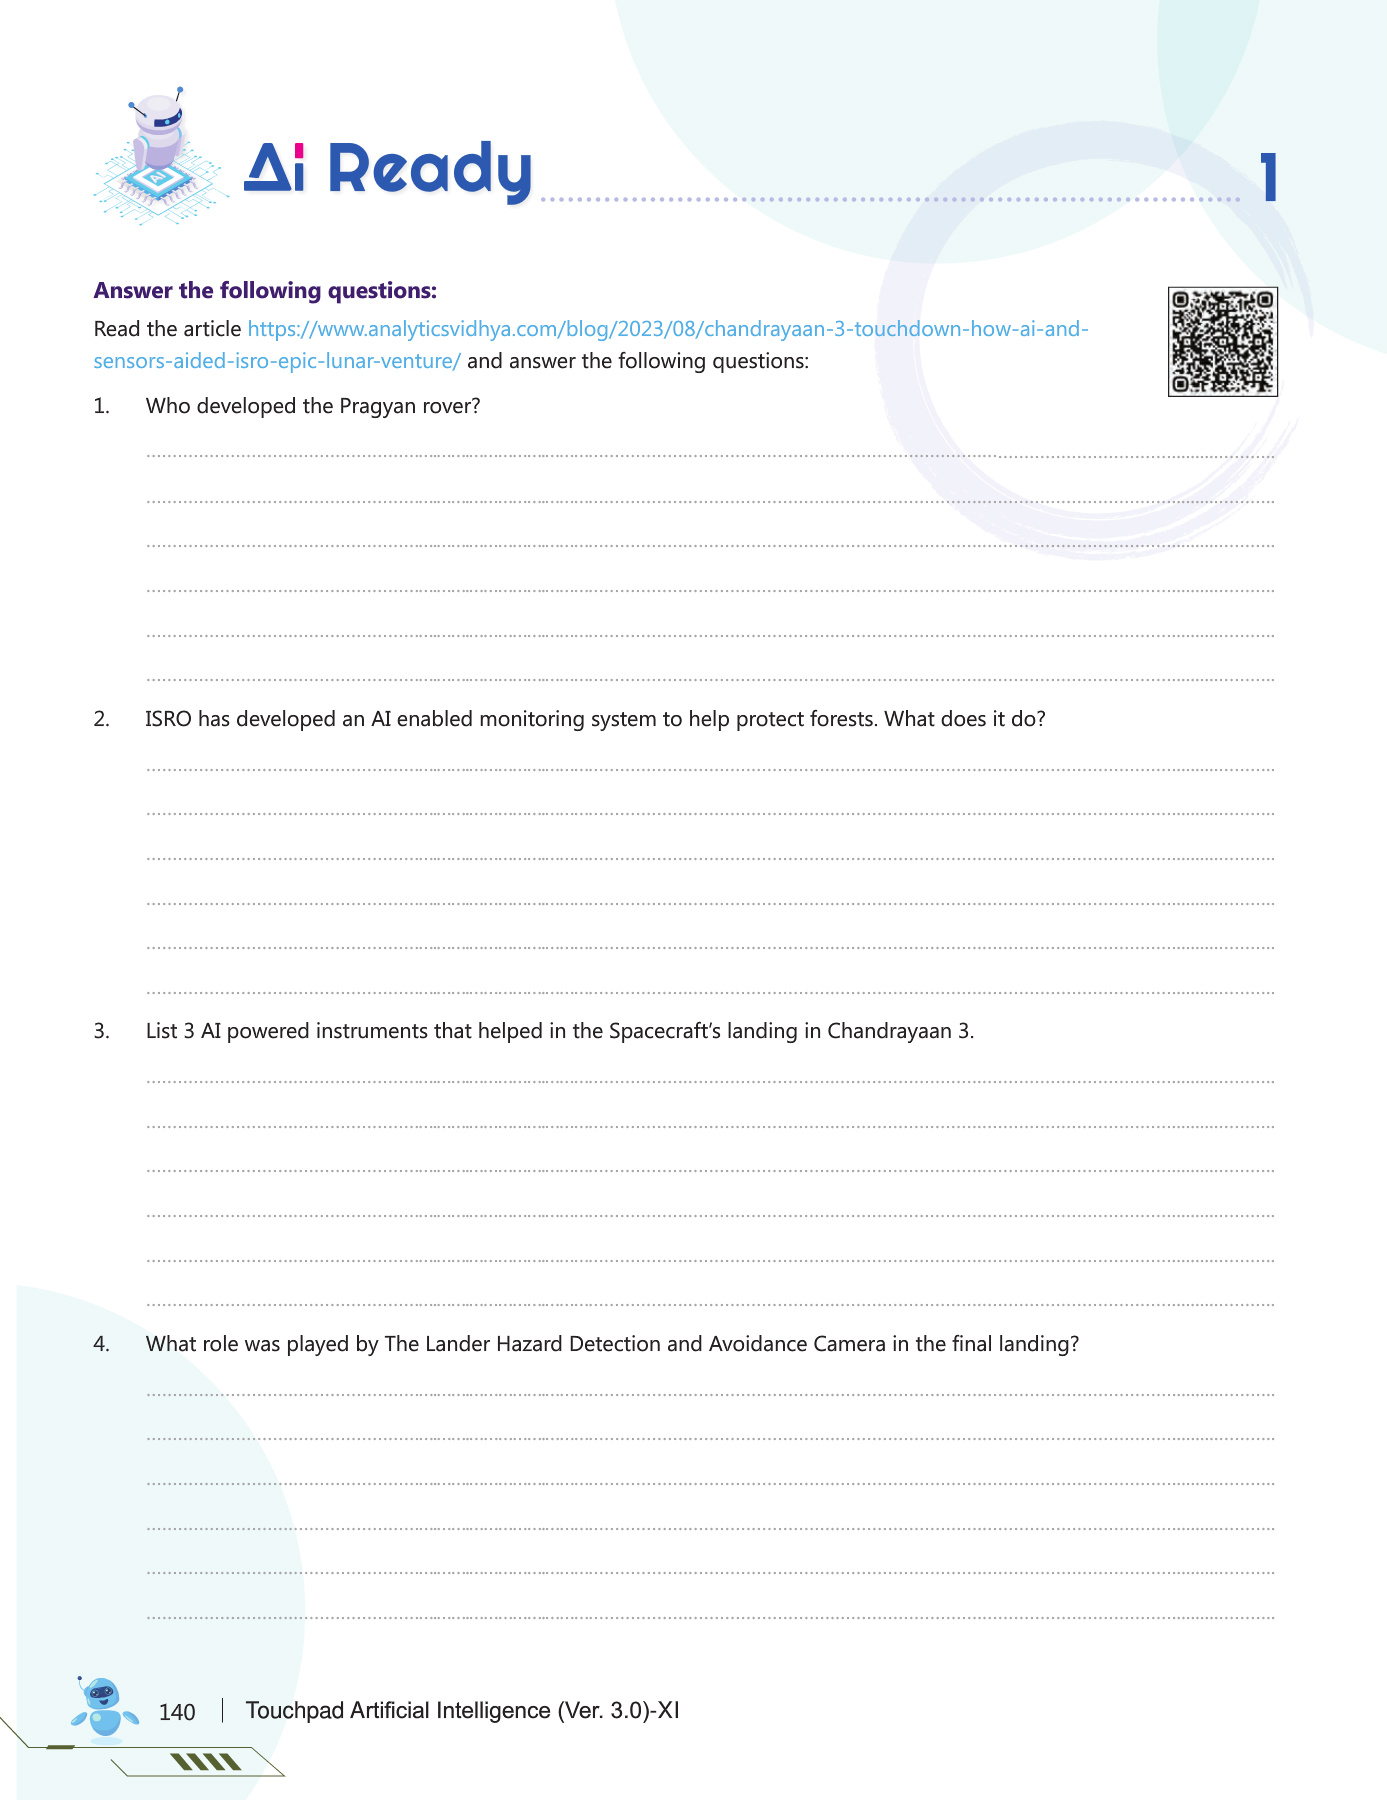 Ai Ready
1
Answer the following questions:
Read the article https://www.analyticsvidhya.com/blog/2023/08/chandrayaan-3-touchdown-how-ai-and-
sensors-aided-isro-epic-lunar-venture/ and answer the following questions:
1. Who developed the Pragyan rover?
2. ISRO has developed an AI enabled monitoring system to help protect forests. What does it do?
3. List 3 AI powered instruments that helped in the Spacecraft's landing in Chandrayaan 3.
4. What role was played by The Lander Hazard Detection and Avoidance Camera in the final landing?
140 | Touchpad Artificial Intelligence (Ver. 3.0)-XI